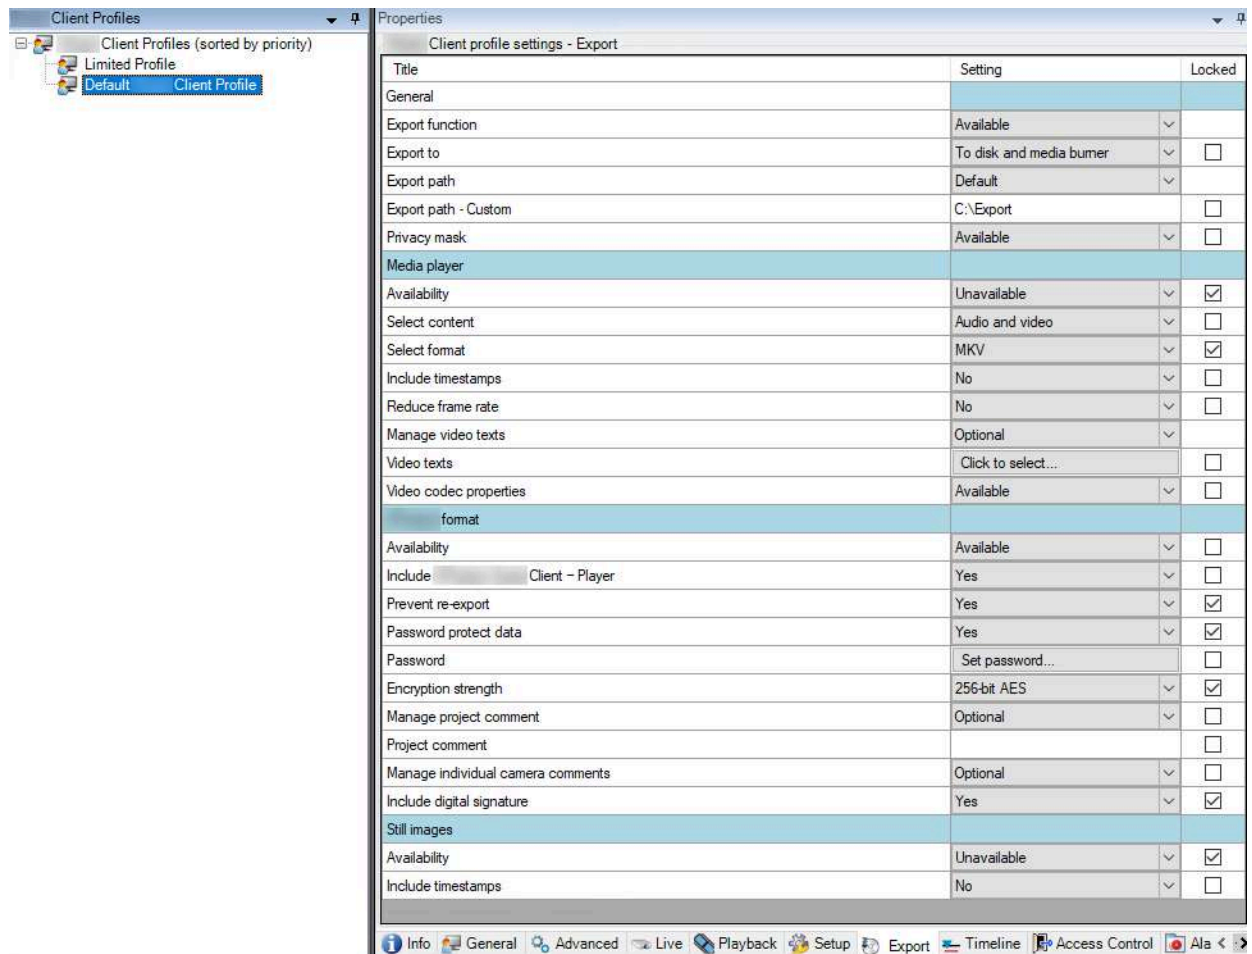 Client Profiles
Client Profiles (sorted by priority)
Limited Profile
Default Client Profile
Properties
Client profile settings - Export
Title Setting Locked
General
Export function Available
Export to To disk and media burner
Export path Default
Export path - Custom C:\Export
Privacy mask Available
Media player
Availability Unavailable
Select content Audio and video
Select format MKV
Include timestamps No
Reduce frame rate No
Manage video texts Optional
Video texts Click to select...
Video codec properties Available
format
Availability Available
Include Client – Player Yes
Prevent re-export Yes
Password protect data Yes
Password Set password...
Encryption strength 256-bit AES
Manage project comment Optional
Project comment
Manage individual camera comments Optional
Include digital signature Yes
Still images
Availability Unavailable
Include timestamps No
Info General Advanced Live Playback Setup Export Timeline Access Control Ala